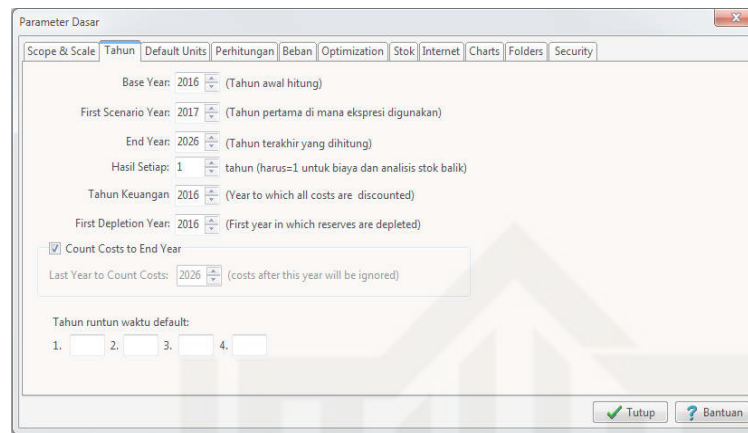 Parameter Dasar
Scope & Scale Tahun Default Units Perhitungan Beban Optimization Stok Internet Charts Folders Security
Base Year: 2016 (Tahun awal hitung)
First Scenario Year: 2017 (Tahun pertama di mana ekspresi digunakan)
End Year: 2026 (Tahun terakhir yang dihitung)
Hasil Setiap: 1 tahun (harus=1 untuk biaya dan analisis stok balik)
Tahun Keuangan 2016 (Year to which all costs are discounted)
First Depletion Year: 2016 (First year in which reserves are depleted)
Count Costs to End Year
Last Year to Count Costs: 2026 (costs after this year will be ignored)
Tahun runtun waktu default:
1. 2. 3. 4.
Tutup Bantuan